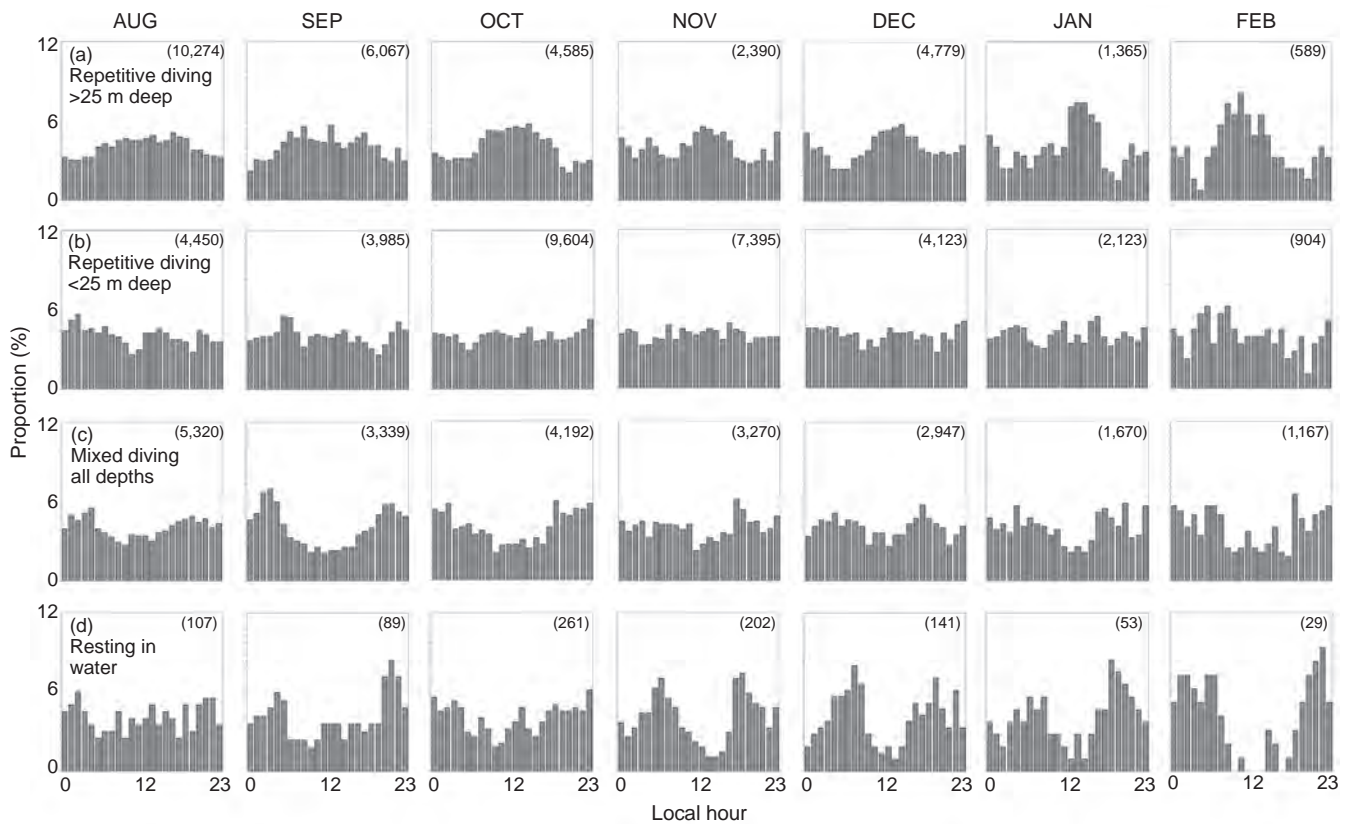 AUG SEP OCT NOV DEC JAN FEB
12 (a) (10,274) (6,067) (4,585) (2,390) (4,779) (1,365) (589)
Repetitive diving
>25 m deep
6
0
12 (b) (4,450) (3,985) (9,604) (7,395) (4,123) (2,123) (904)
Repetitive diving
<25 m deep
6
0
Proportion (%)
12 (c) (5,320) (3,339) (4,192) (3,270) (2,947) (1,670) (1,167)
Mixed diving
all depths
6
0
12 (d) (107) (89) (261) (202) (141) (53) (29)
Resting in
water
6
0
0 12 23 0 12 23 0 12 23 0 12 23 0 12 23 0 12 23 0 12 23
Local hour